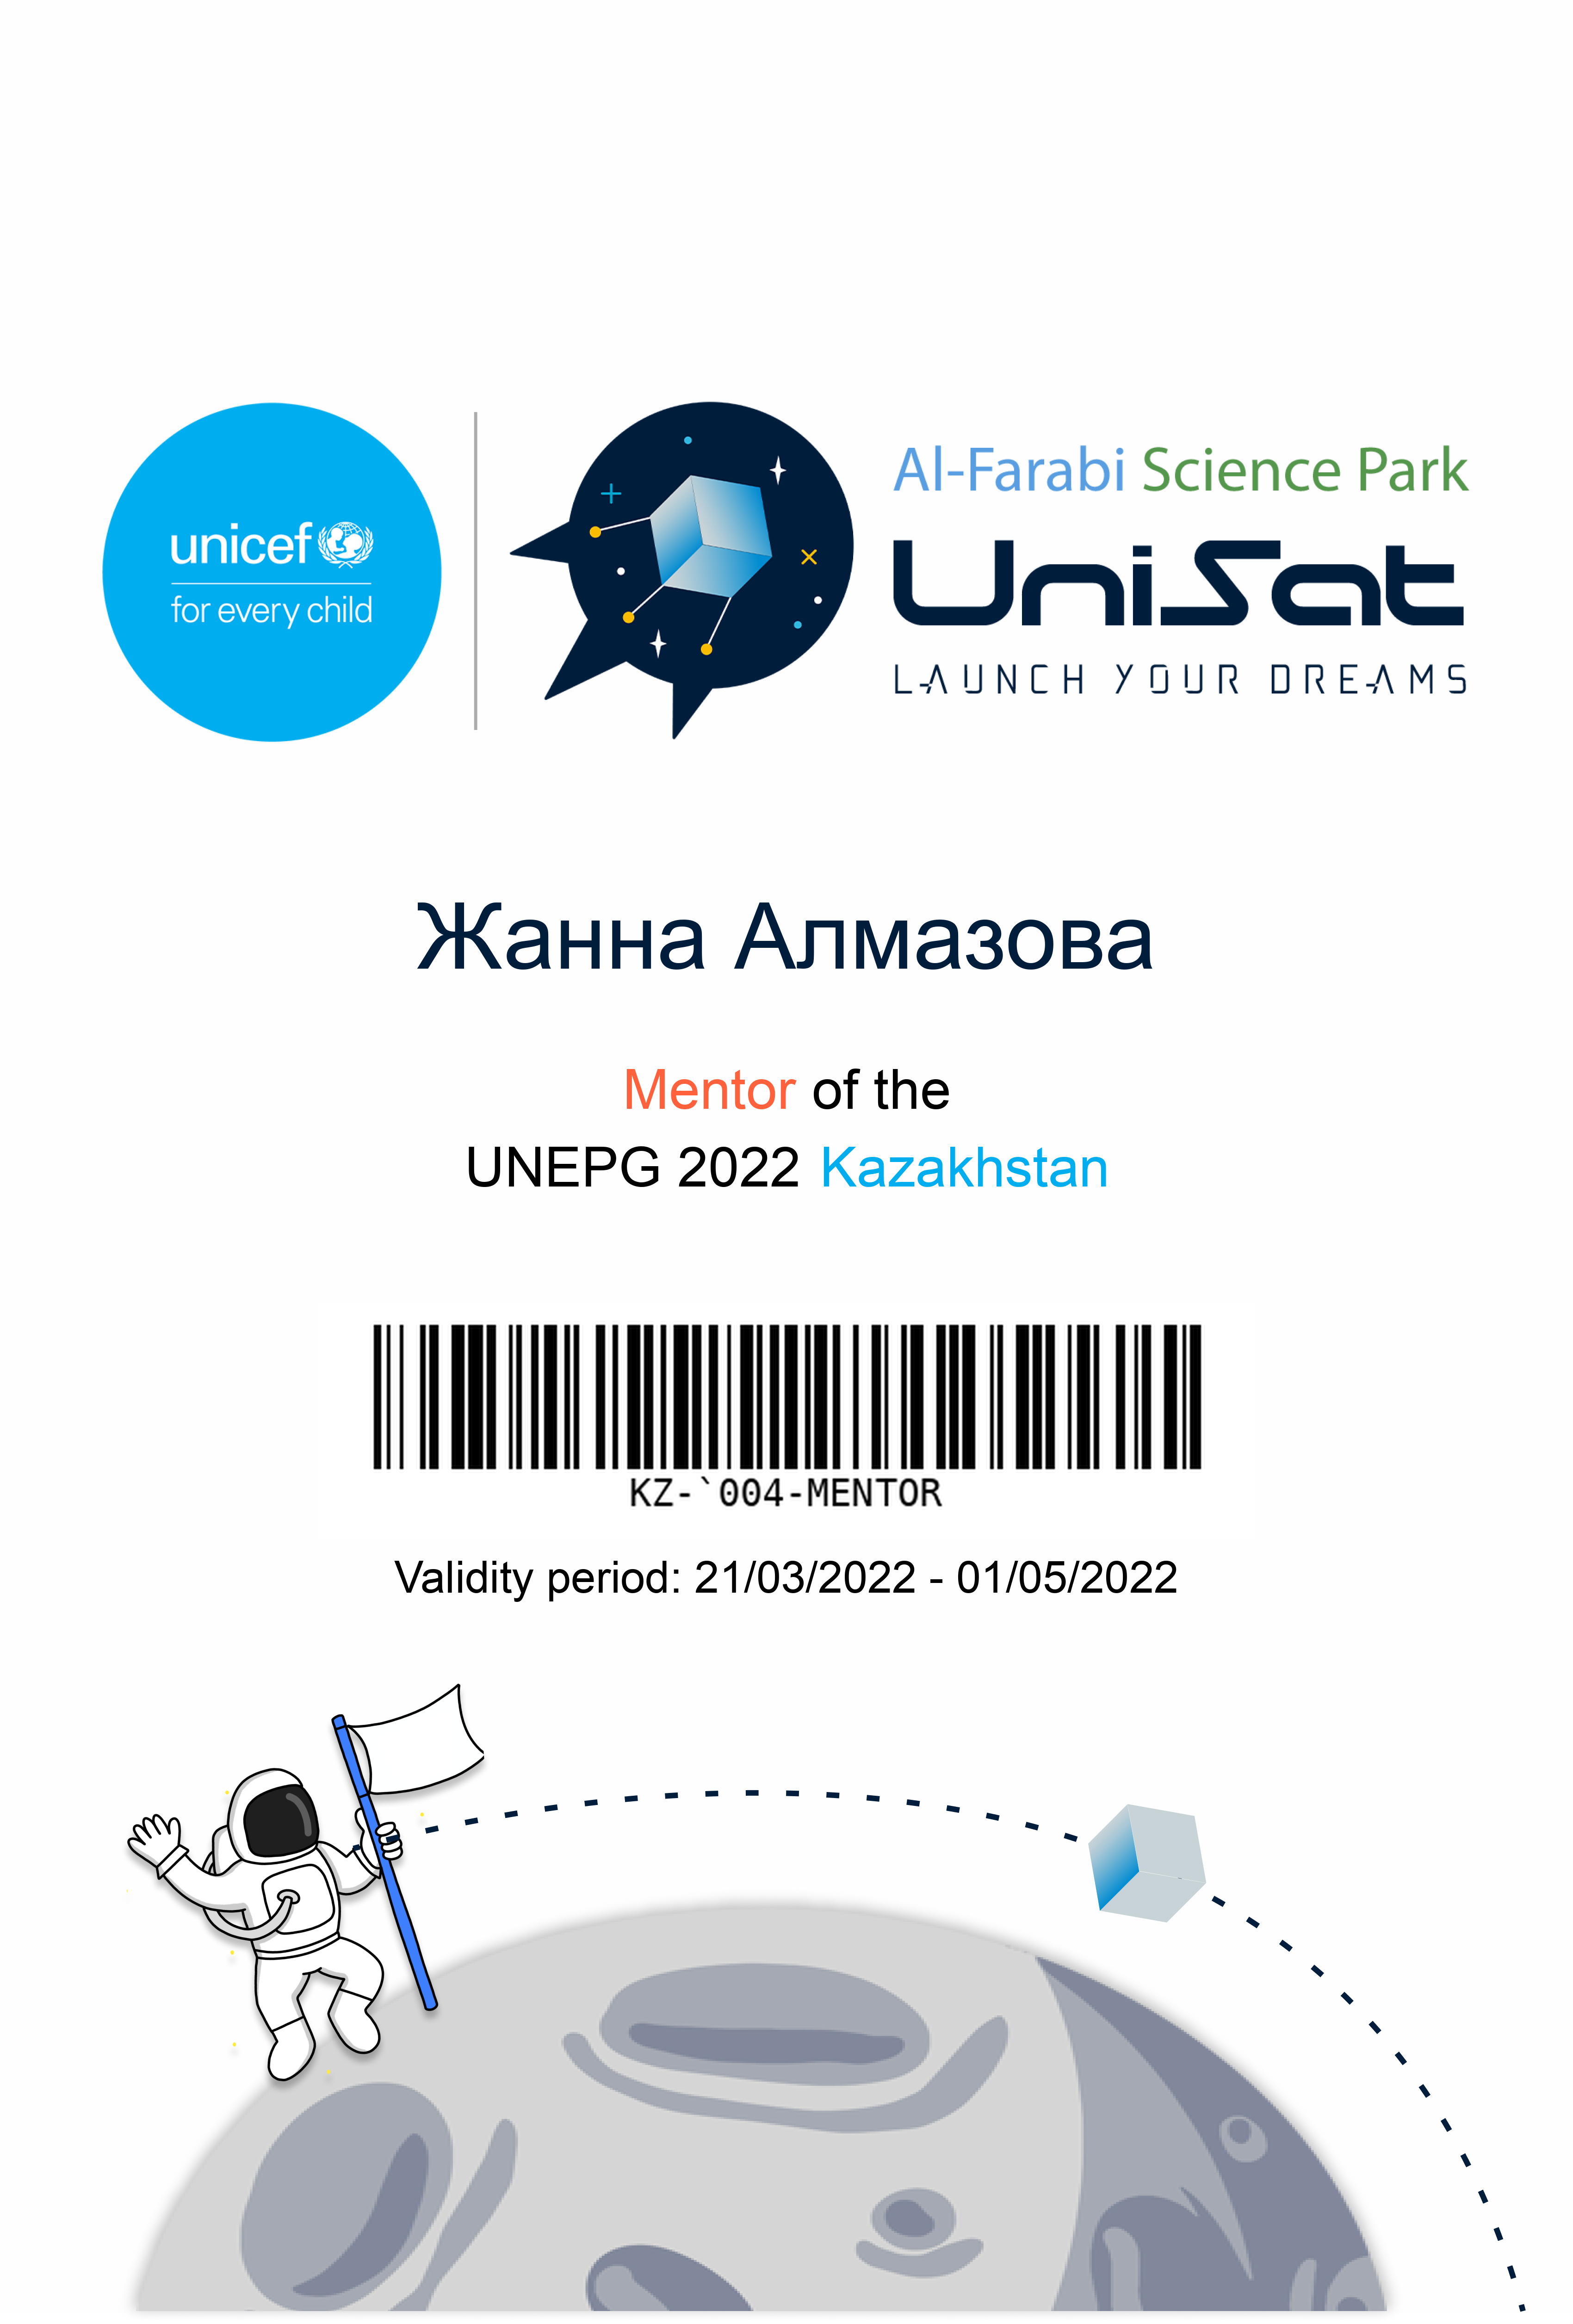 unicef
for every child
Al-Farabi Science Park
UniSat
LAUNCH YOUR DREAMS
Жанна Алмазова
Mentor of the
UNEPG 2022 Kazakhstan
KZ-`004-MENTOR
Validity period: 21/03/2022 - 01/05/2022